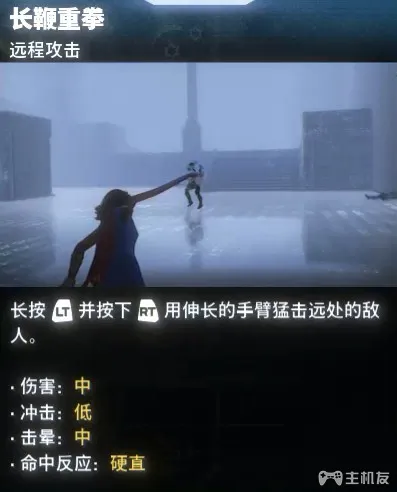 长鞭重拳
远程攻击
长按 LT 并按下 RT 用伸长的手臂猛击远处的敌
人。
· 伤害：中
· 冲击：低
· 击晕：中
· 命中反应：硬直
主机友